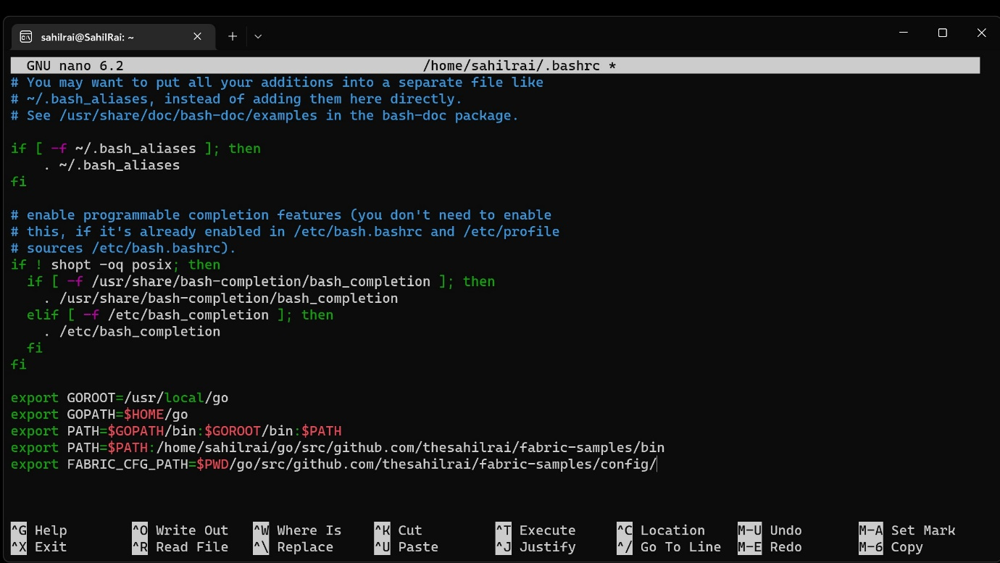 sahilrai@SahilRai: ~
GNU nano 6.2 /home/sahilrai/.bashrc *
# You may want to put all your additions into a separate file like
# ~/.bash_aliases, instead of adding them here directly.
# See /usr/share/doc/bash-doc/examples in the bash-doc package.
if [ -f ~/.bash_aliases ]; then
. ~/.bash_aliases
fi
# enable programmable completion features (you don't need to enable
# this, if it's already enabled in /etc/bash.bashrc and /etc/profile
# sources /etc/bash.bashrc).
if ! shopt -oq posix; then
if [ -f /usr/share/bash-completion/bash_completion ]; then
. /usr/share/bash-completion/bash_completion
elif [ -f /etc/bash_completion ]; then
. /etc/bash_completion
fi
fi
export GOROOT=/usr/local/go
export GOPATH=$HOME/go
export PATH=$GOPATH/bin:$GOROOT/bin:$PATH
export PATH=$PATH:/home/sahilrai/go/src/github.com/thesahilrai/fabric-samples/bin
export FABRIC_CFG_PATH=$PWD/go/src/github.com/thesahilrai/fabric-samples/config/
^G Help ^O Write Out ^W Where Is ^K Cut ^T Execute ^C Location M-U Undo M-A Set Mark
^X Exit ^R Read File ^\ Replace ^U Paste ^J Justify ^/ Go To Line M-E Redo M-6 Copy